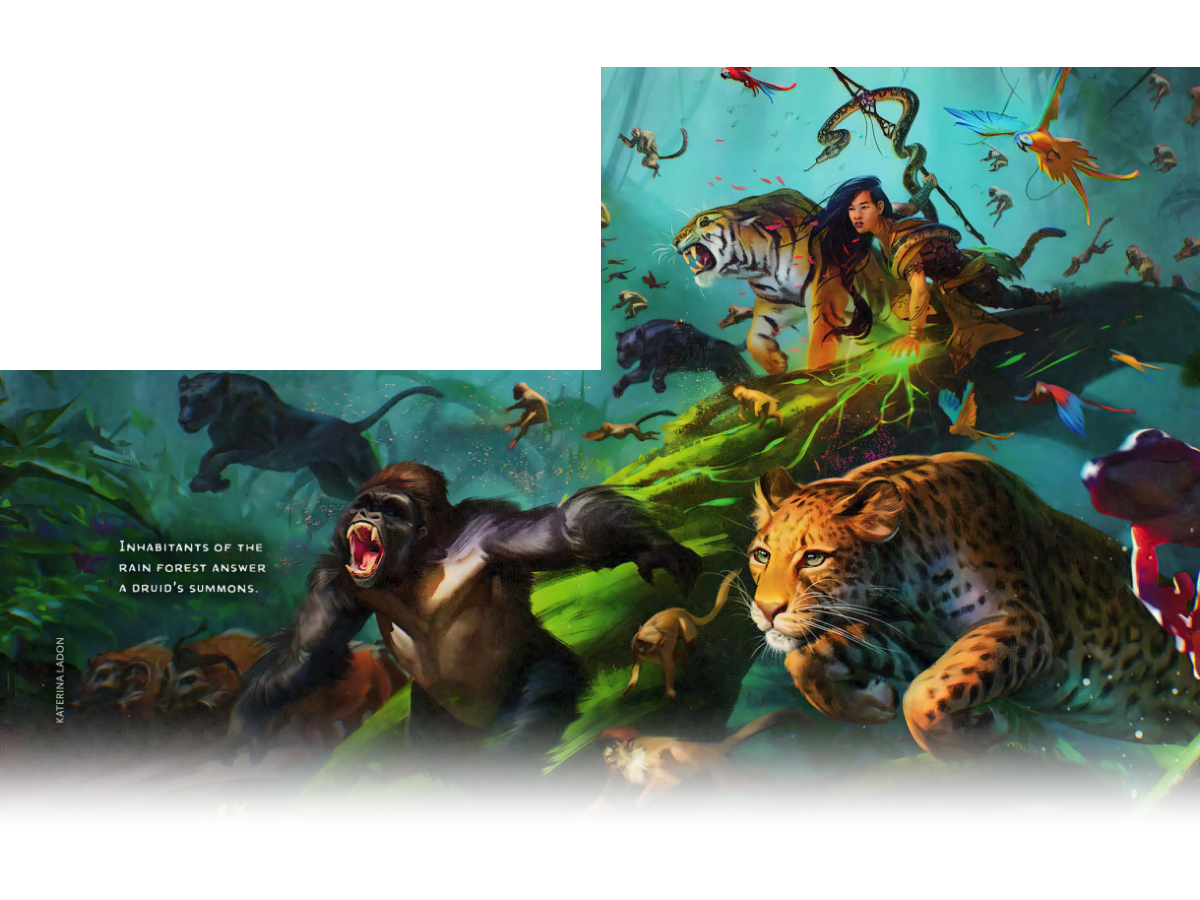 Inhabitants of the
rain forest answer
a druid's summons.
KATERINA LADON